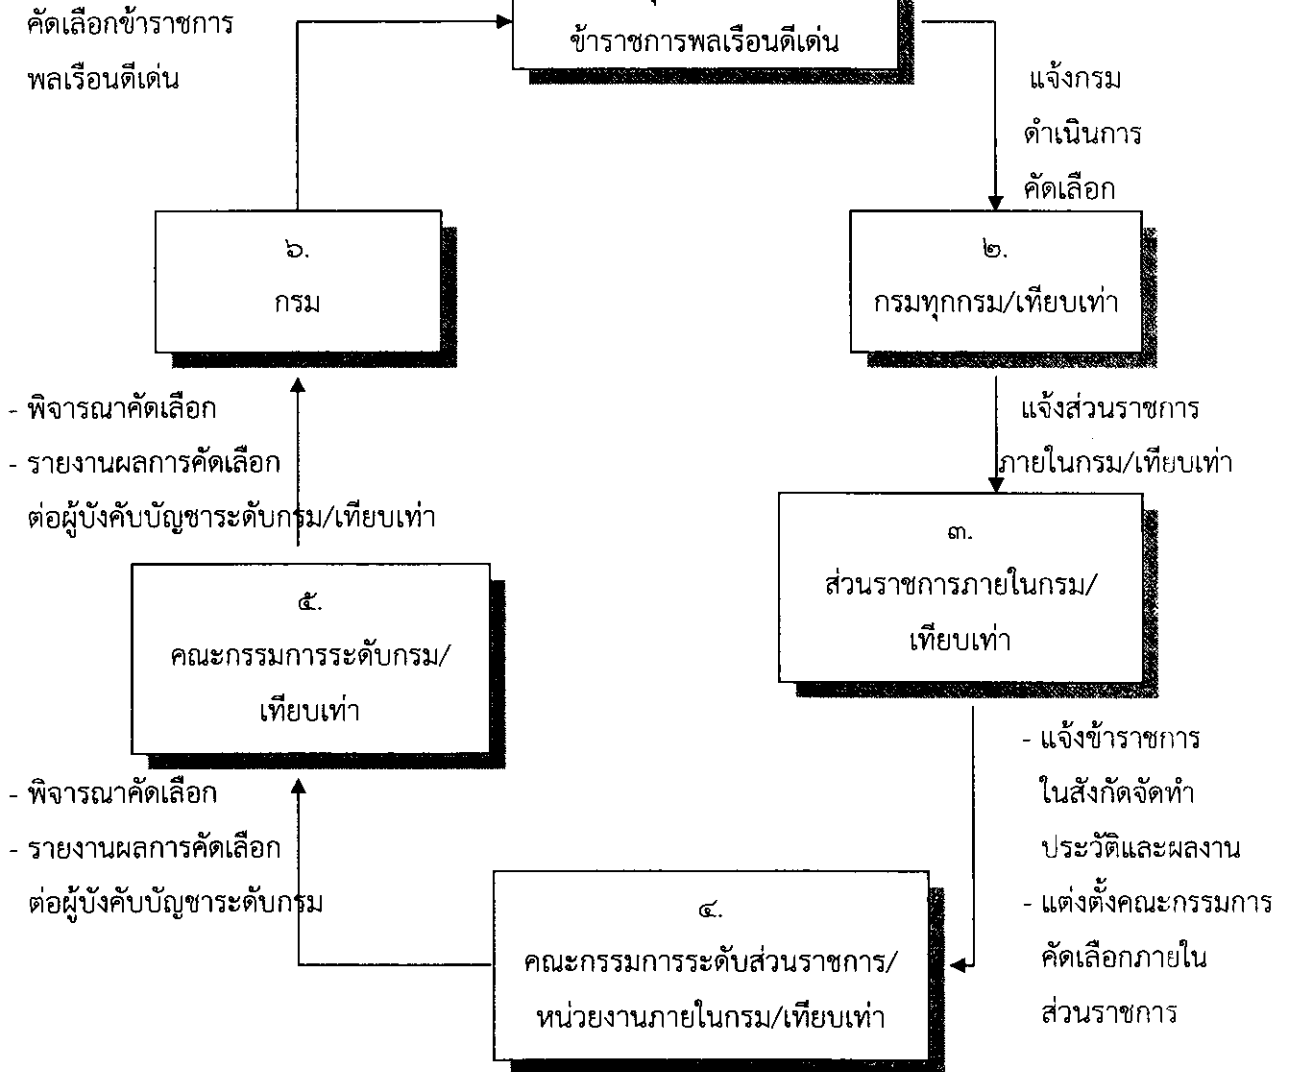 คัดเลือกข้าราชการ
พลเรือนดีเด่น
ข้าราชการพลเรือนดีเด่น
แจ้งกรม
ดำเนินการ
คัดเลือก
๖.
กรม
๒.
กรมทุกกรม/เทียบเท่า
- พิจารณาคัดเลือก
- รายงานผลการคัดเลือก
ต่อผู้บังคับบัญชาระดับกรม/เทียบเท่า
แจ้งส่วนราชการ
ภายในกรม/เทียบเท่า
๓.
ส่วนราชการภายในกรม/
เทียบเท่า
๕.
คณะกรรมการระดับกรม/
เทียบเท่า
- แจ้งข้าราชการ
ในสังกัดจัดทำ
ประวัติและผลงาน
- แต่งตั้งคณะกรรมการ
คัดเลือกภายใน
ส่วนราชการ
- พิจารณาคัดเลือก
- รายงานผลการคัดเลือก
ต่อผู้บังคับบัญชาระดับกรม
๔.
คณะกรรมการระดับส่วนราชการ/
หน่วยงานภายในกรม/เทียบเท่า